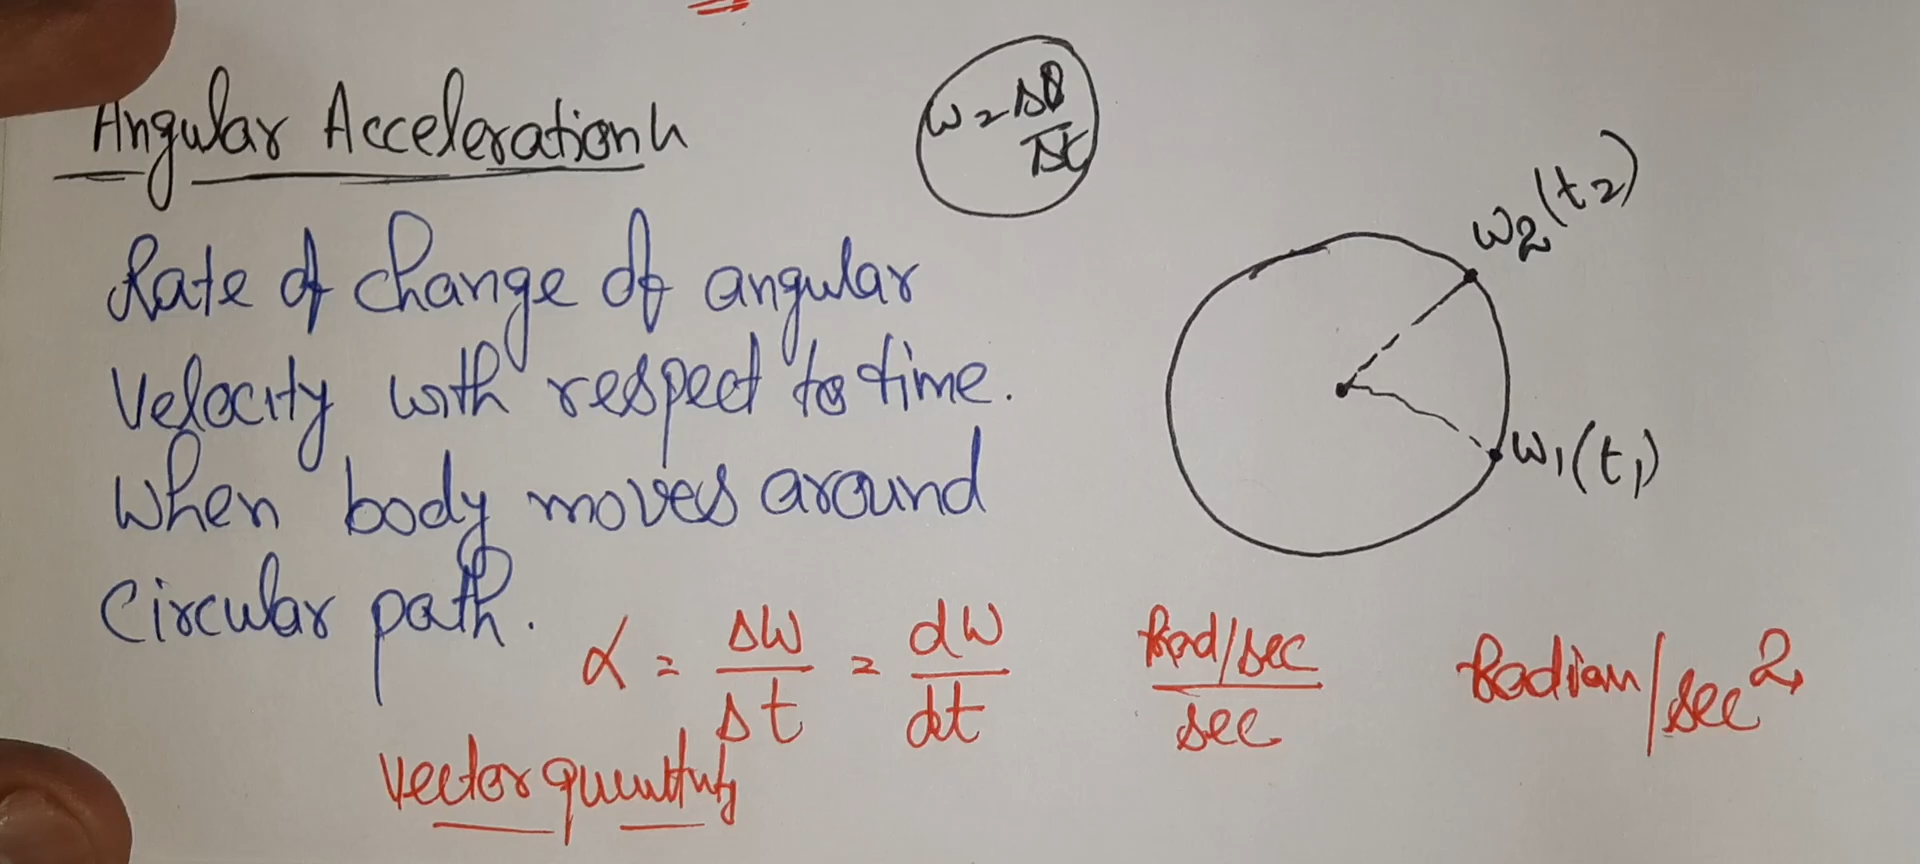 Angular Acceleration
ω = Δθ/Δt
Rate of change of angular
velocity with respect to time.
When body moves around
circular path.
ω2 (t2)
ω1 (t1)
α = Δω/Δt = dω/dt
Rad/sec/sec
Radian/sec²
Vector quantity